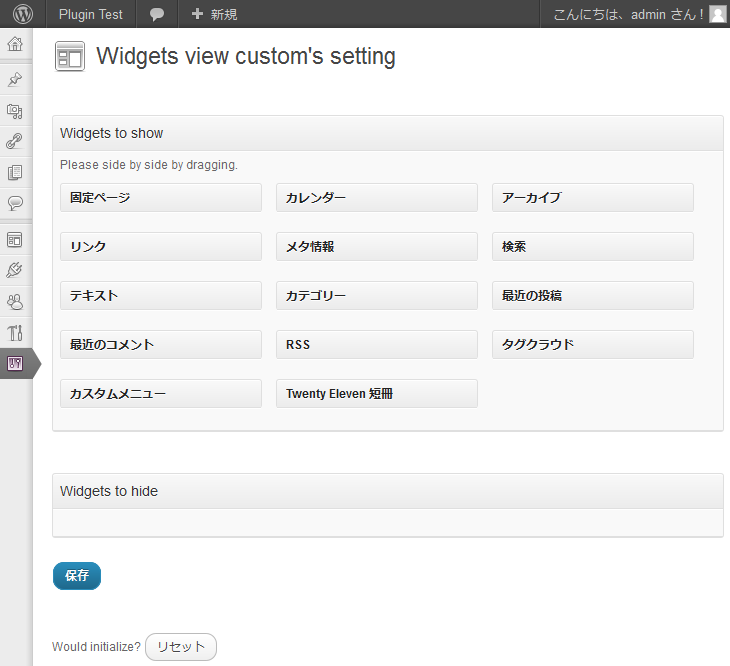 Plugin Test 新規 こんにちは、admin さん !
Widgets view custom's setting
Widgets to show
Please side by side by dragging.
固定ページ カレンダー アーカイブ
リンク メタ情報 検索
テキスト カテゴリー 最近の投稿
最近のコメント RSS タグクラウド
カスタムメニュー Twenty Eleven 短冊
Widgets to hide
保存
Would initialize? リセット